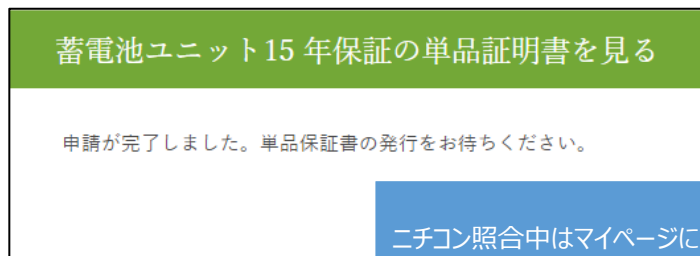 蓄電池ユニット15年保証の単品証明書を見る
申請が完了しました。単品保証書の発行をお待ちください。
ニチコン照合中はマイページに